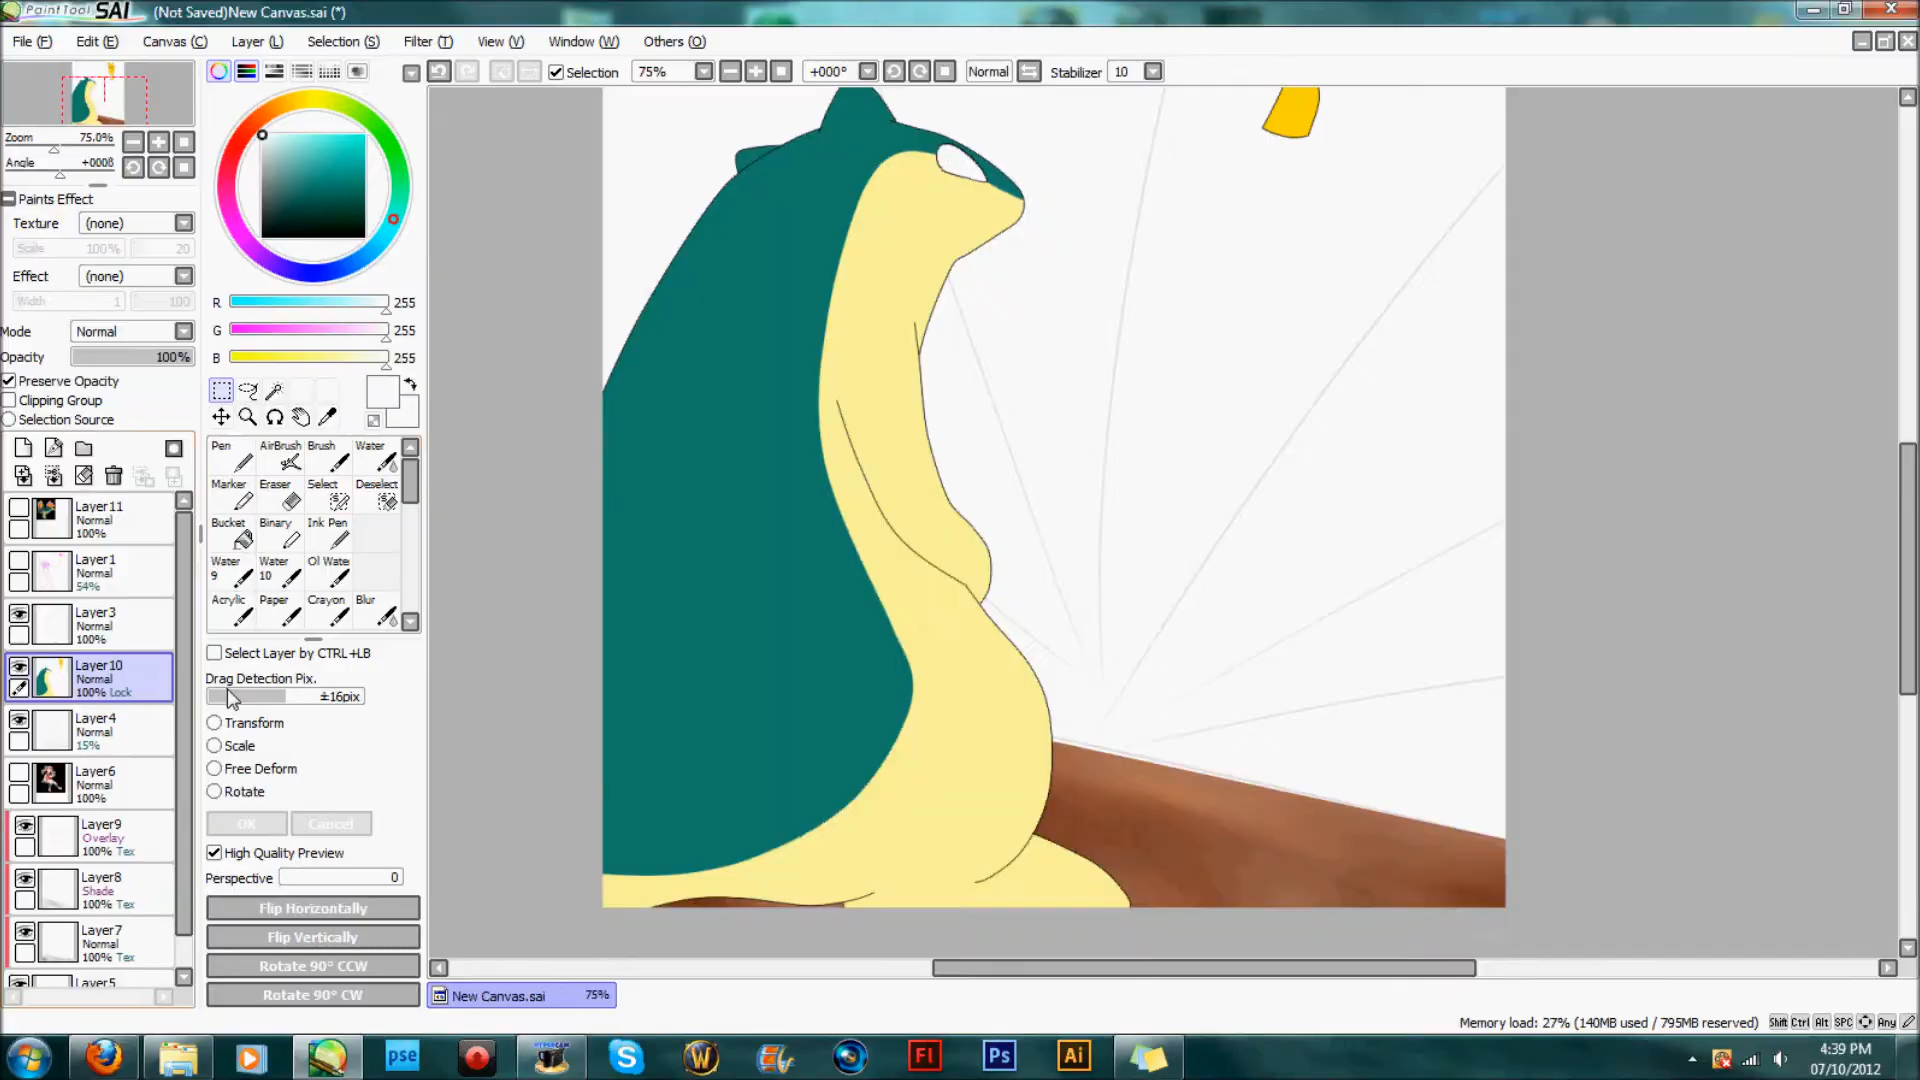 PaintTool SAI (Not Saved)New Canvas.sai (*)
File (F) Edit (E) Canvas (C) Layer (L) Selection (S) Filter (T) View (V) Window (W) Others (O)
Selection 75% +000° Normal Stabilizer 10
Zoom 75.0%
Angle +000ß
Paints Effect
Texture (none)
Scale 100% 20
Effect (none)
Width 1 100
Mode Normal
Opacity 100%
Preserve Opacity
Clipping Group
Selection Source
Layer11
Normal
100%
Layer1
Normal
54%
Layer3
Normal
100%
Layer10
Normal
100% Lock
Layer4
Normal
15%
Layer6
Normal
100%
Layer9
Overlay
100% Tex
Layer8
Shade
100% Tex
Layer7
Normal
100% Tex
Layer5
R 255
G 255
B 255
Pen AirBrush Brush Water
Marker Eraser Select Deselect
Bucket Binary Ink Pen
Water 9 Water 10 Ol Wate
Acrylic Paper Crayon Blur
Select Layer by CTRL+LB
Drag Detection Pix.
±16pix
Transform
Scale
Free Deform
Rotate
OK Cancel
High Quality Preview
Perspective 0
Flip Horizontally
Flip Vertically
Rotate 90° CCW
Rotate 90° CW
New Canvas.sai 75%
Memory load: 27% (140MB used / 795MB reserved) Shift Ctrl Alt SPC Any
pse HYPERCAM S W Fl Ps Ai
4:39 PM
07/10/2012